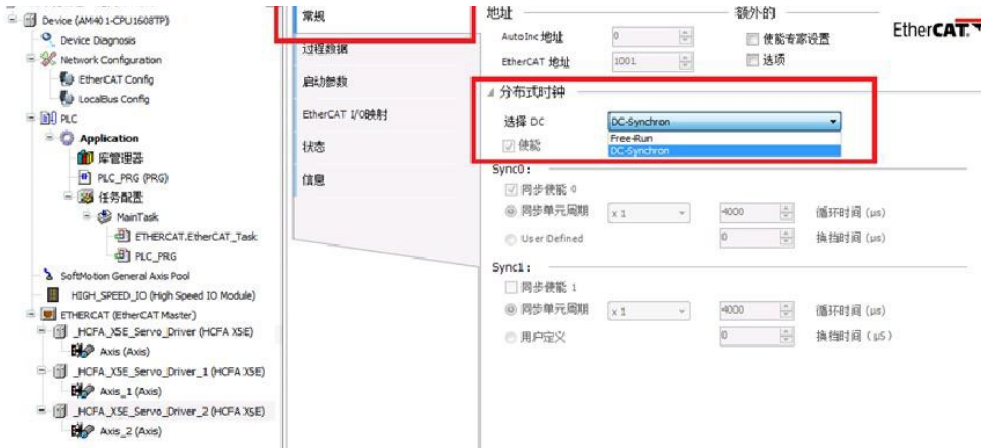 Device (AM401-CPU1608TP)
Device Diagnosis
Network Configuration
EtherCAT Config
LocalBus Config
PLC
Application
库管理器
PLC_PRG (PRG)
任务配置
MainTask
ETHERCAT.EtherCAT_Task
PLC_PRG
SoftMotion General Axis Pool
HIGH_SPEED_IO (High Speed IO Module)
ETHERCAT (EtherCAT Master)
_HCFA_X5E_Servo_Driver (HCFA X5E)
Axis (Axis)
_HCFA_X5E_Servo_Driver_1 (HCFA X5E)
Axis_1 (Axis)
_HCFA_X5E_Servo_Driver_2 (HCFA X5E)
Axis_2 (Axis)
常规
过程数据
启动参数
EtherCAT I/O映射
状态
信息
地址 额外的
AutoInc 地址 0 使能专家设置
EtherCAT 地址 1001 选项
EtherCAT
分布式时钟
选择 DC DC-Synchron
Free-Run
使能 DC-Synchron
Sync0:
同步使能 0
同步单元周期 x 1 4000 循环时间 (µs)
User Defined 0 换档时间 (µs)
Sync1:
同步使能 1
同步单元周期 x 1 4000 循环时间 (µs)
用户定义 0 换档时间 (µS)